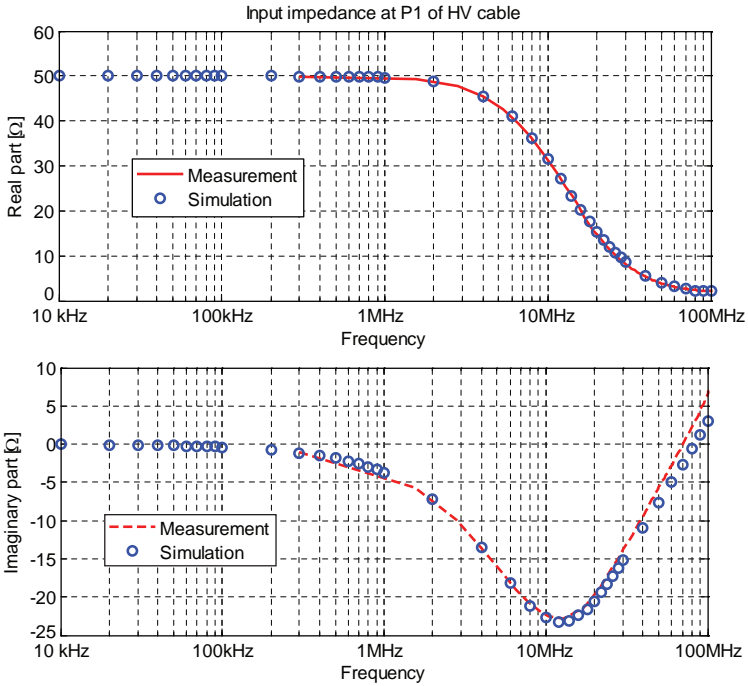 Input impedance at P1 of HV cable
60
50
40
30
20
10
0
Real part [Ω]
Measurement
Simulation
10 kHz 100kHz 1MHz 10MHz 100MHz
Frequency
10
5
0
-5
-10
-15
-20
-25
Imaginary part [Ω]
Measurement
Simulation
10 kHz 100kHz 1MHz 10MHz 100MHz
Frequency